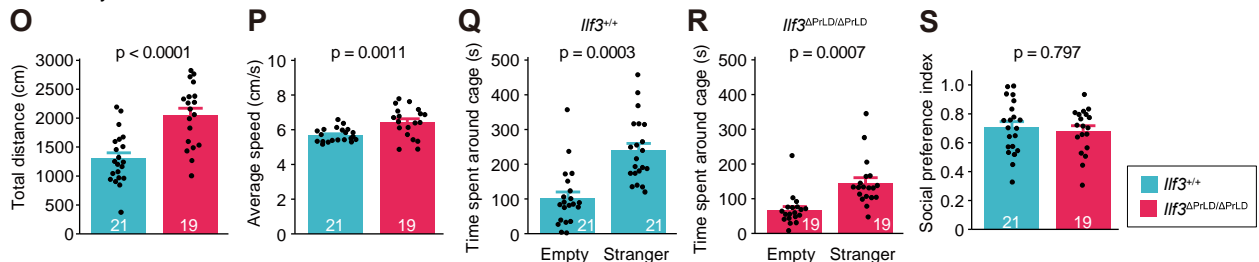 O
p < 0.0001
Total distance (cm)
3000
2500
2000
1500
1000
500
0
21
19
P
p = 0.0011
Average speed (cm/s)
10
8
6
4
2
0
21
19
Q
Ilf3+/+
p = 0.0003
Time spent around cage (s)
500
400
300
200
100
0
21
21
Empty
Stranger
R
Ilf3ΔPrLD/ΔPrLD
p = 0.0007
Time spent around cage (s)
500
400
300
200
100
0
19
19
Empty
Stranger
S
p = 0.797
Social preference index
1.0
0.8
0.6
0.4
0.2
0
21
19
Ilf3+/+
Ilf3ΔPrLD/ΔPrLD